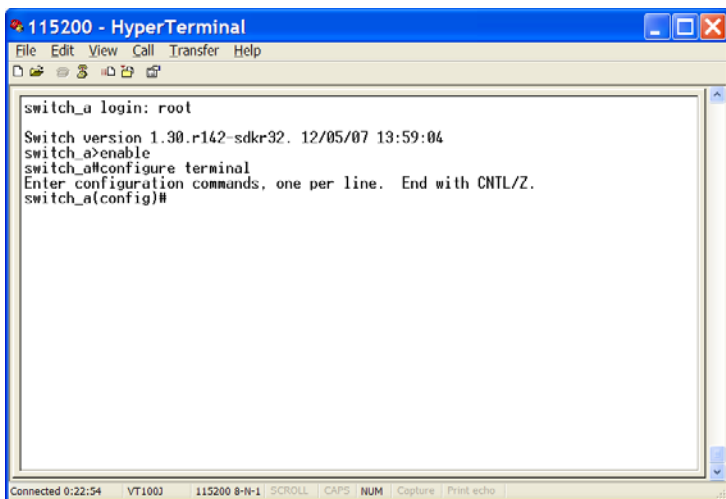 115200 - HyperTerminal
File Edit View Call Transfer Help
switch_a login: root
Switch version 1.30.r142-sdkr32. 12/05/07 13:59:04
switch_a>enable
switch_a#configure terminal
Enter configuration commands, one per line.  End with CNTL/Z.
switch_a(config)#
Connected 0:22:54 VT100J 115200 8-N-1 SCROLL CAPS NUM Capture Print echo